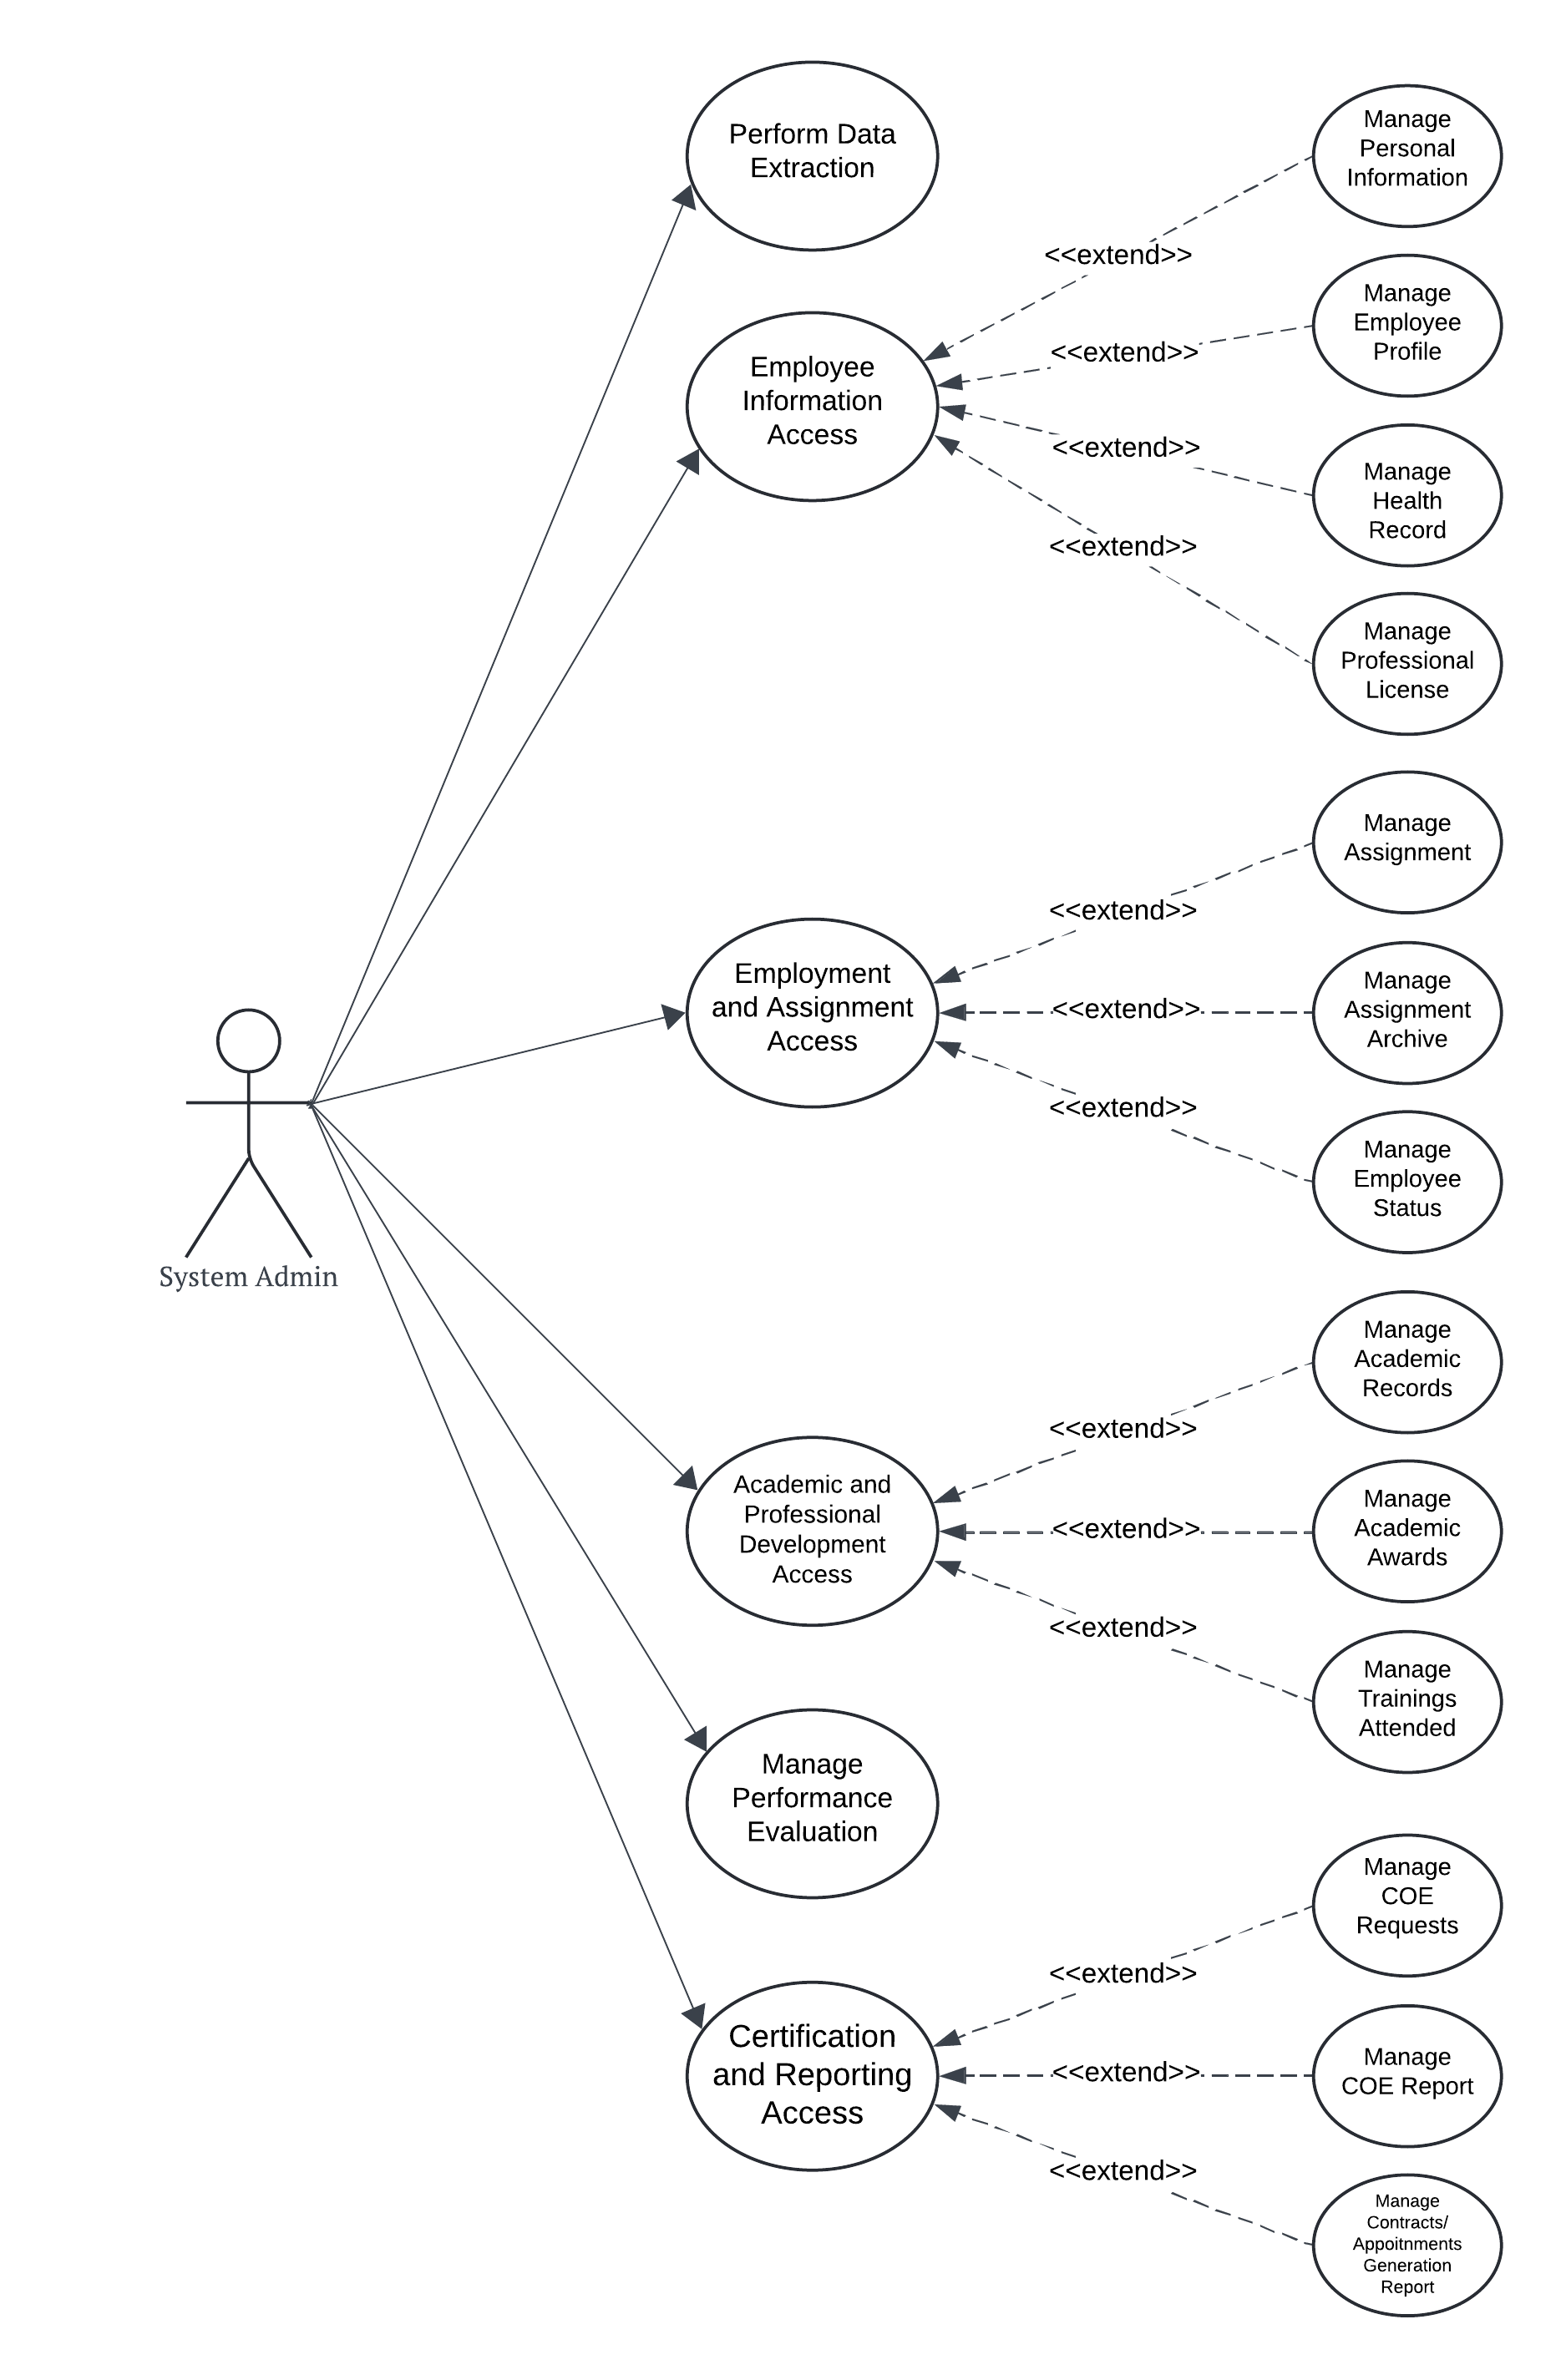 Perform Data
Extraction
Manage
Personal
Information
<<extend>>
Manage
Employee
Profile
<<extend>>
Employee
Information
Access
<<extend>>
Manage
Health
Record
<<extend>>
Manage
Professional
License
Manage
Assignment
<<extend>>
Employment
and Assignment
Access
<<extend>>
Manage
Assignment
Archive
<<extend>>
Manage
Employee
Status
System Admin
Manage
Academic
Records
<<extend>>
Academic and
Professional
Development
Access
<<extend>>
Manage
Academic
Awards
<<extend>>
Manage
Trainings
Attended
Manage
Performance
Evaluation
Manage
COE
Requests
<<extend>>
Certification
and Reporting
Access
<<extend>>
Manage
COE Report
<<extend>>
Manage
Contracts/
Appoitnments
Generation
Report